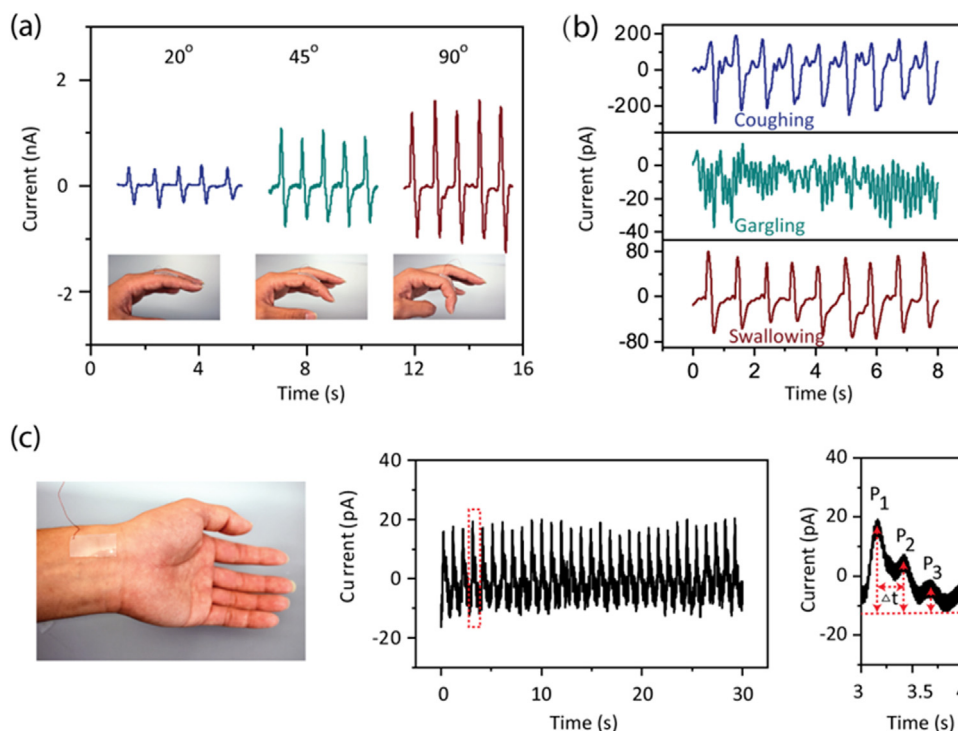 (a)
20°
45°
90°
2
0
-2
Current (nA)
0
4
8
12
16
Time (s)
(b)
200
0
-200
Coughing
0
-20
-40
Gargling
80
0
-80
Swallowing
Current (pA)
0
2
4
6
8
Time (s)
(c)
40
20
0
-20
Current (pA)
0
10
20
30
Time (s)
40
20
0
-20
Current (pA)
P1
P2
P3
△t
3
3.5
Time (s)